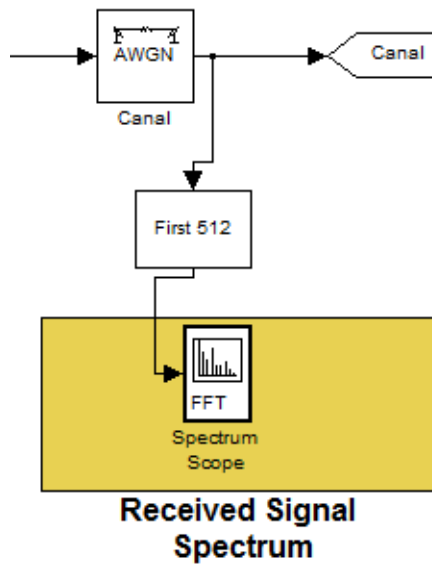 AWGN
Canal
Canal
First 512
FFT
Spectrum
Scope
Received Signal
Spectrum